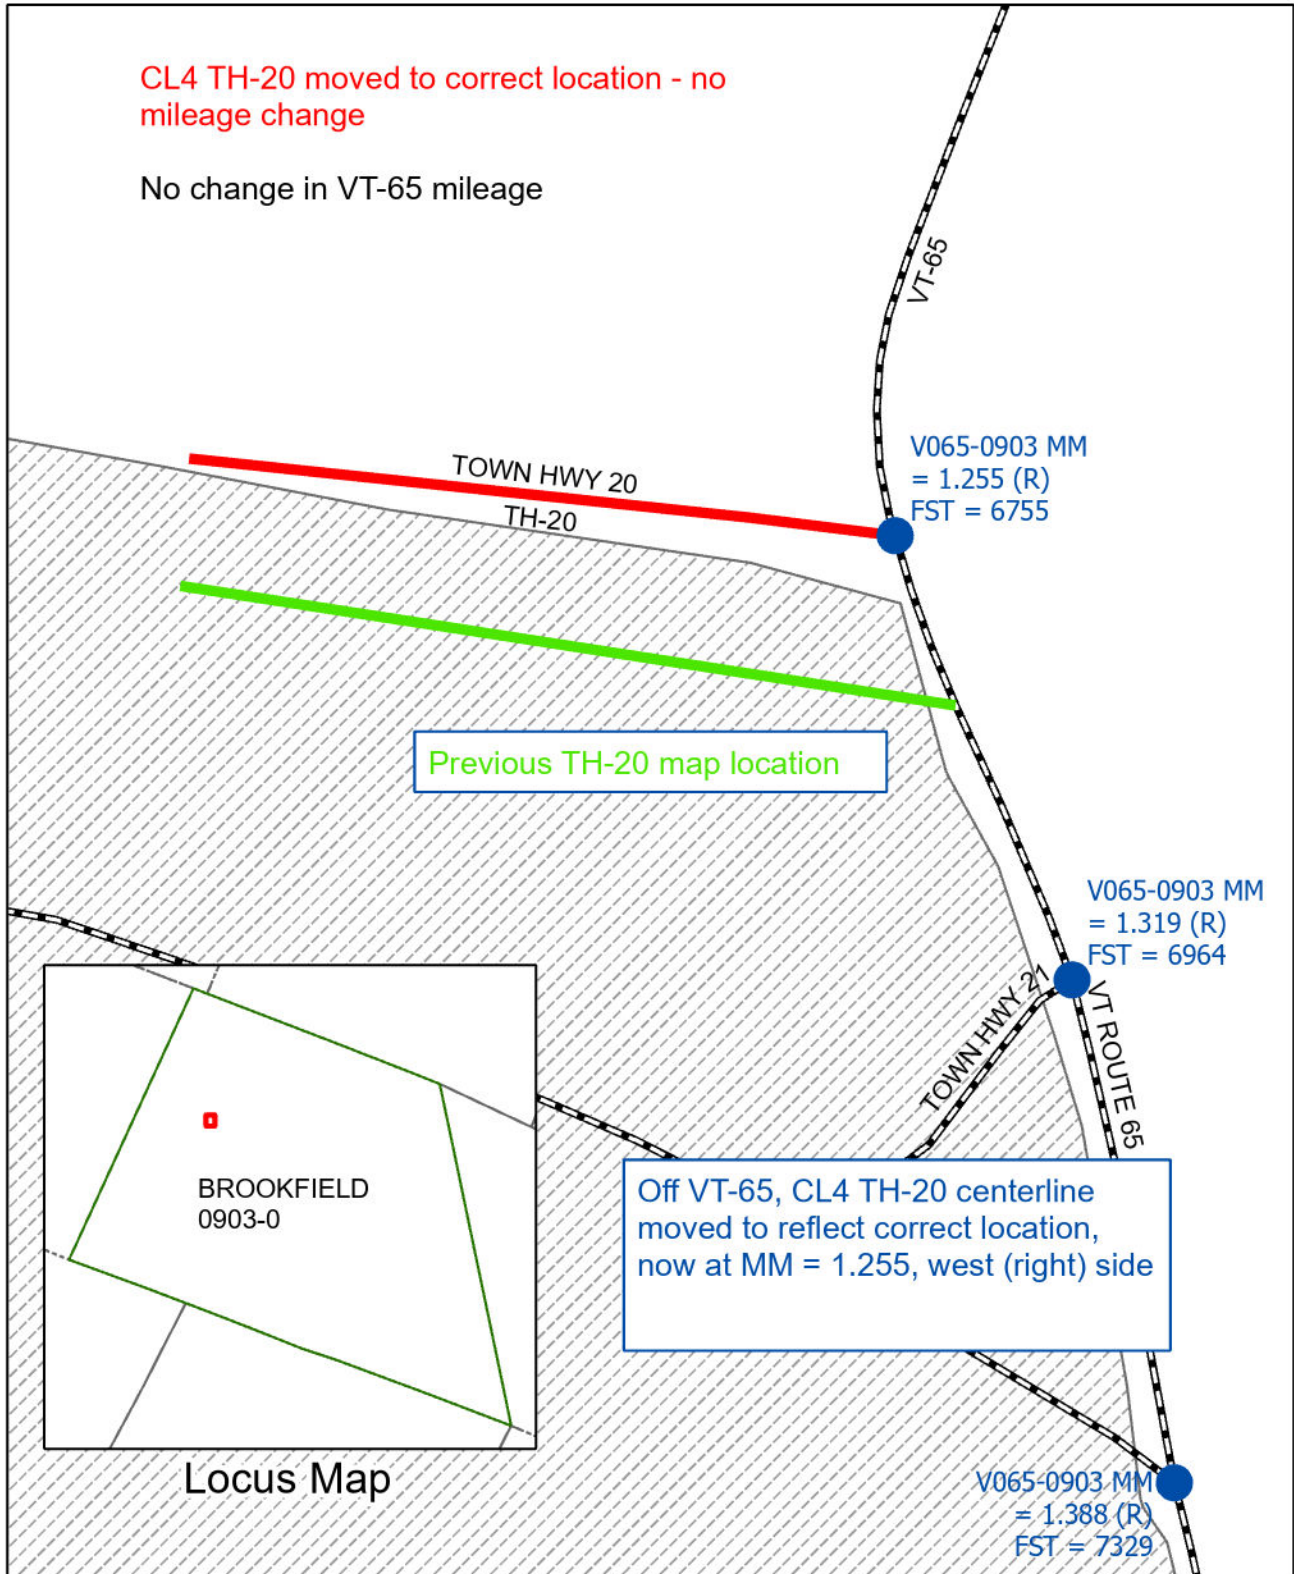 CL4 TH-20 moved to correct location - no
mileage change
No change in VT-65 mileage
VT-65
V065-0903 MM
= 1.255 (R)
FST = 6755
TOWN HWY 20
TH-20
Previous TH-20 map location
V065-0903 MM
= 1.319 (R)
FST = 6964
TOWN HWY 21
VT ROUTE 65
BROOKFIELD
0903-0
Off VT-65, CL4 TH-20 centerline
moved to reflect correct location,
now at MM = 1.255, west (right) side
Locus Map
V065-0903 MM
= 1.388 (R)
FST = 7329